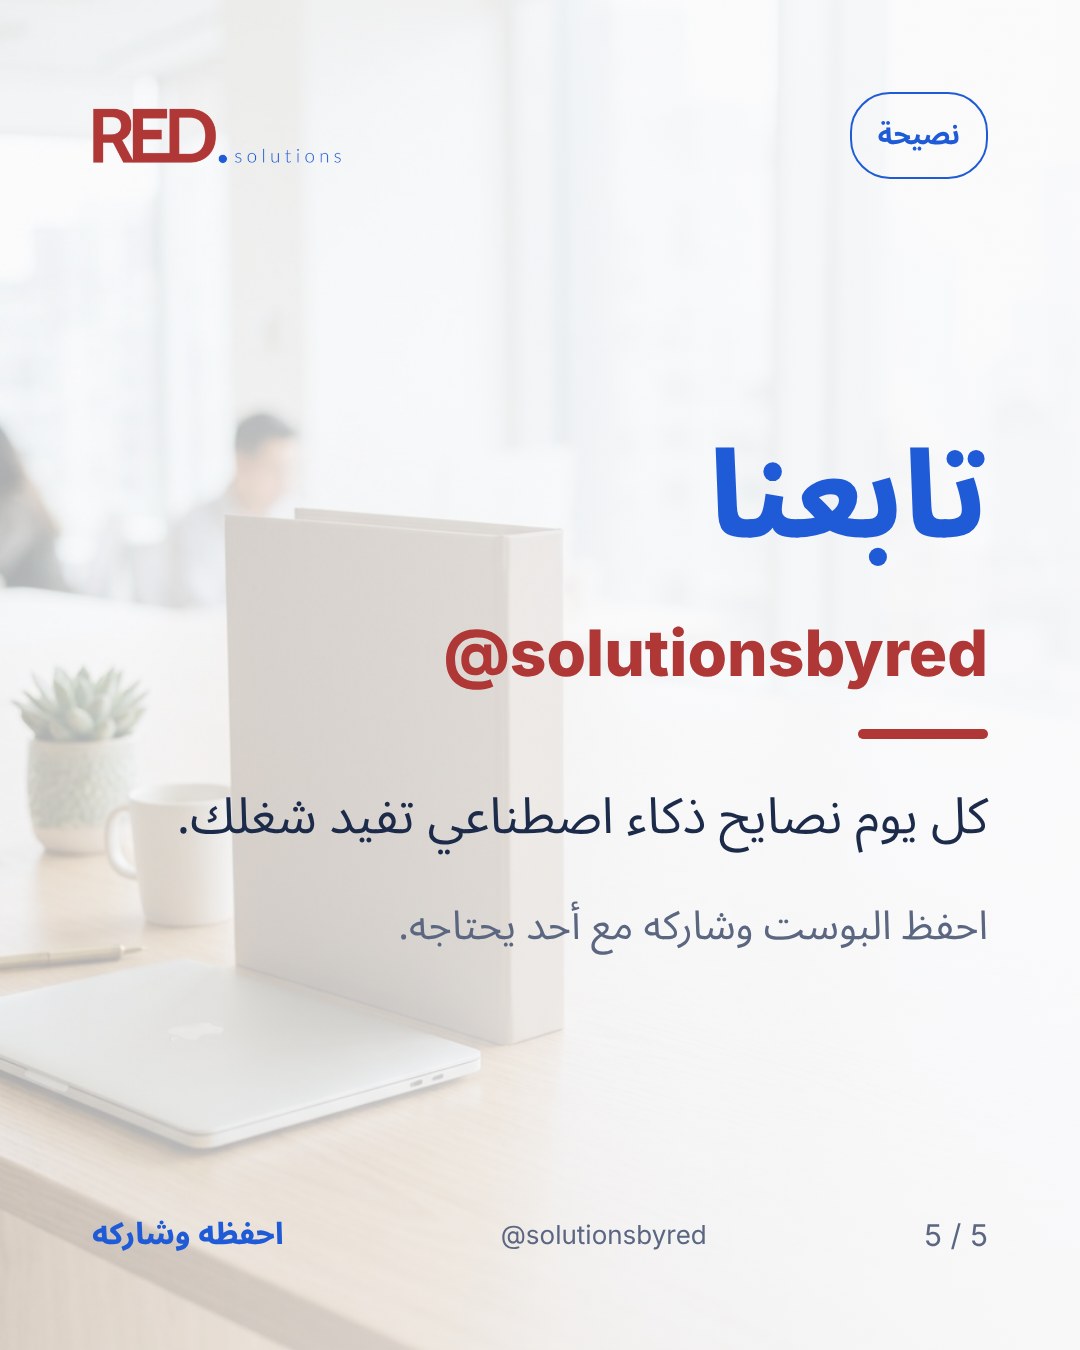 RED.solutions
نصيحة
تابعنا
@solutionsbyred
كل يوم نصايح ذكاء اصطناعي تفيد شغلك.
احفظ البوست وشاركه مع أحد يحتاجه.
احفظه وشاركه
@solutionsbyred
5 / 5